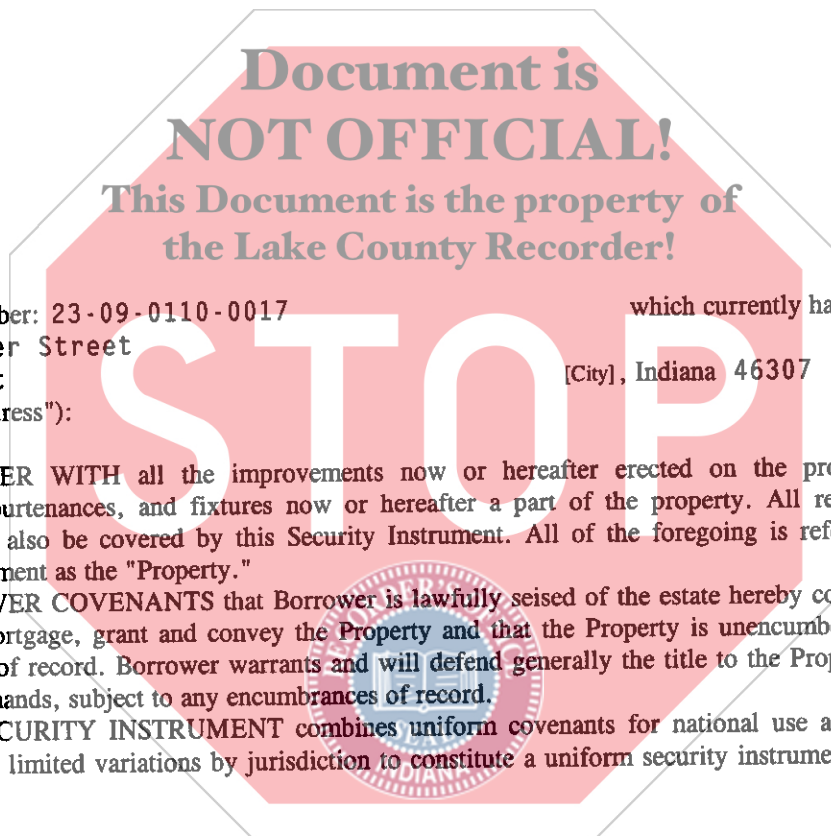 Document is
NOT OFFICIAL!
This Document is the property of
the Lake County Recorder!
ber: 23-09-0110-0017 which currently ha
er Street
[City], Indiana 46307
ress"):
STOP
ER WITH all the improvements now or hereafter erected on the pro
urtenances, and fixtures now or hereafter a part of the property. All re
also be covered by this Security Instrument. All of the foregoing is ref
ment as the "Property."
VER COVENANTS that Borrower is lawfully seised of the estate hereby co
ortgage, grant and convey the Property and that the Property is unencumb
of record. Borrower warrants and will defend generally the title to the Prop
ands, subject to any encumbrances of record.
CURITY INSTRUMENT combines uniform covenants for national use a
limited variations by jurisdiction to constitute a uniform security instrume
SEAL
INDIANA